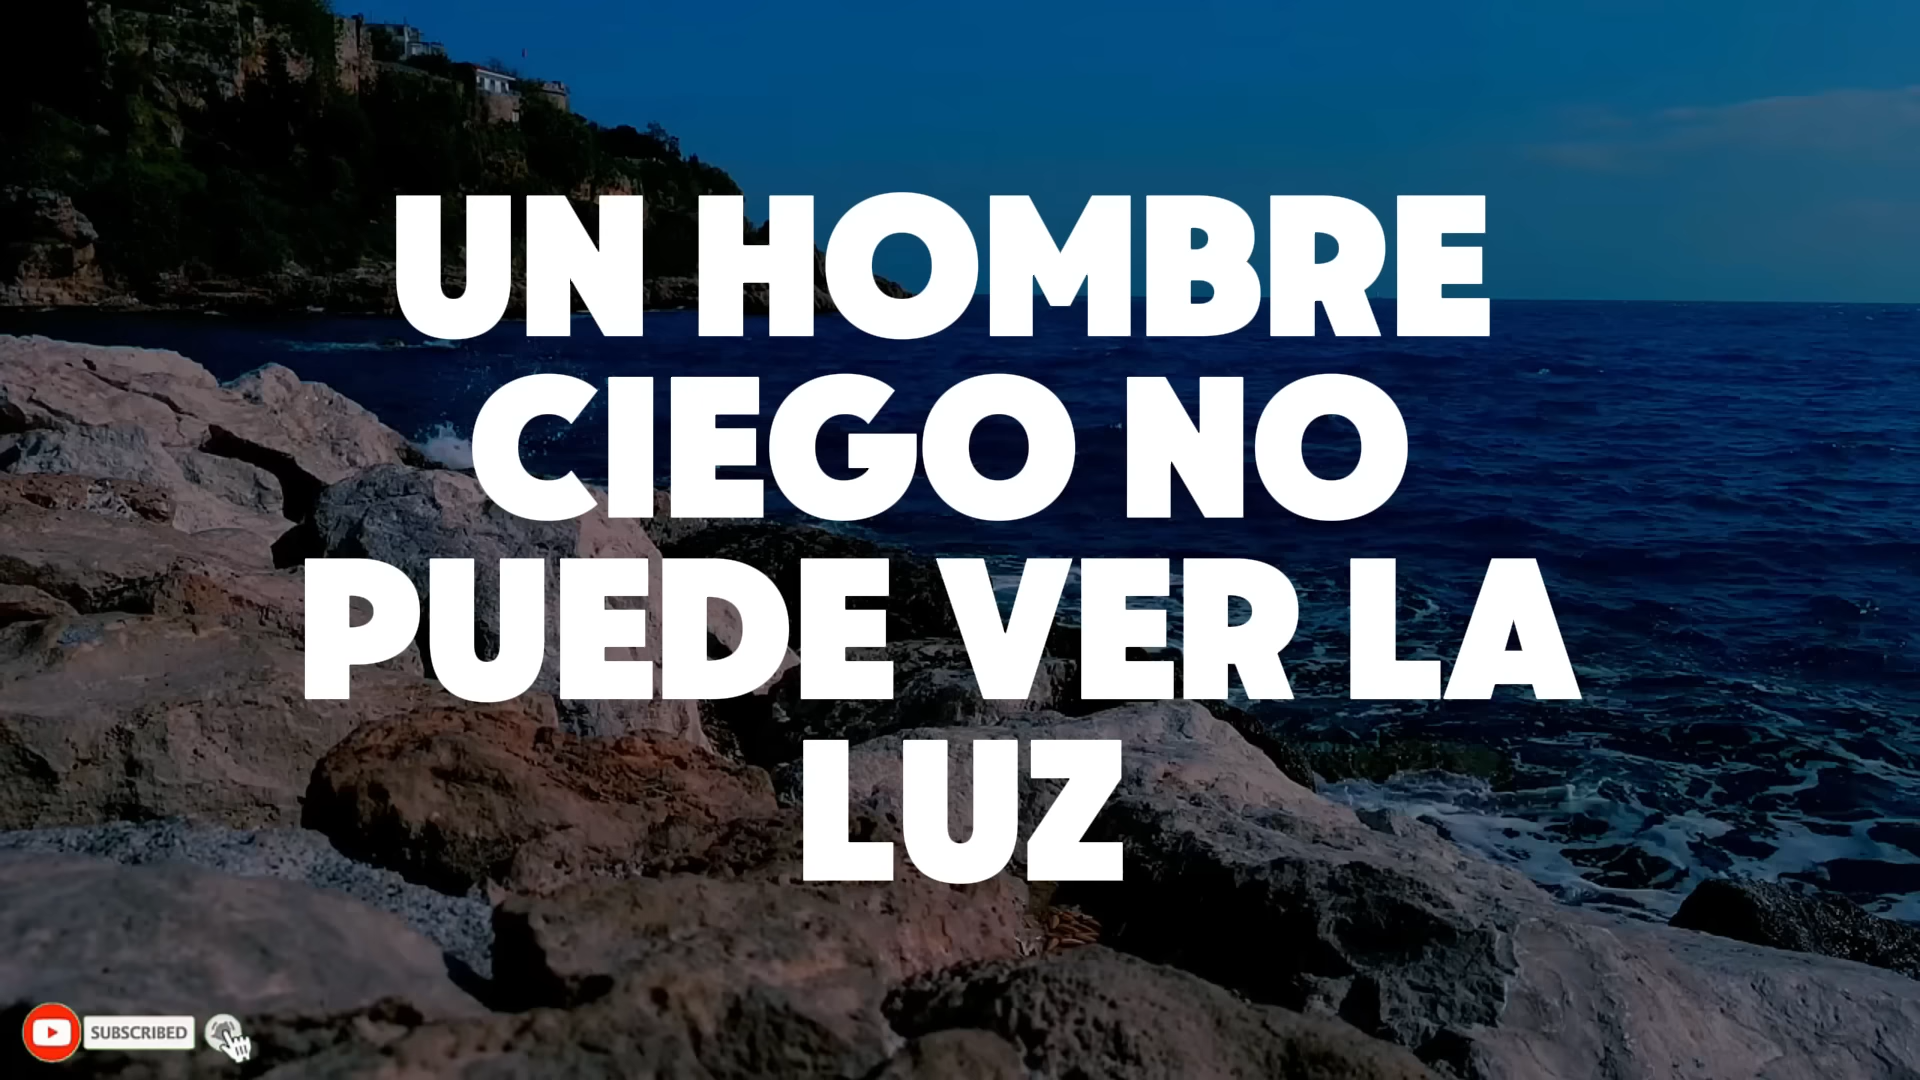 UN HOMBRE
CIEGO NO
PUEDE VER LA
LUZ
SUBSCRIBED